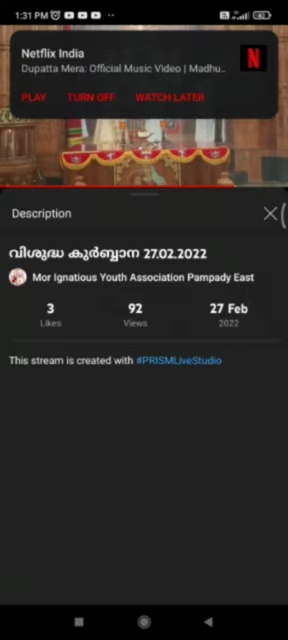 1:31 PM
Netflix India
Dupatta Mera: Official Music Video | Madhu..
PLAY TURN OFF WATCH LATER
Description
വിശുദ്ധ കുർബ്ബാന 27.02.2022
Mor Ignatious Youth Association Pampady East
3 92 27 Feb
Likes Views 2022
This stream is created with #PRISMLiveStudio